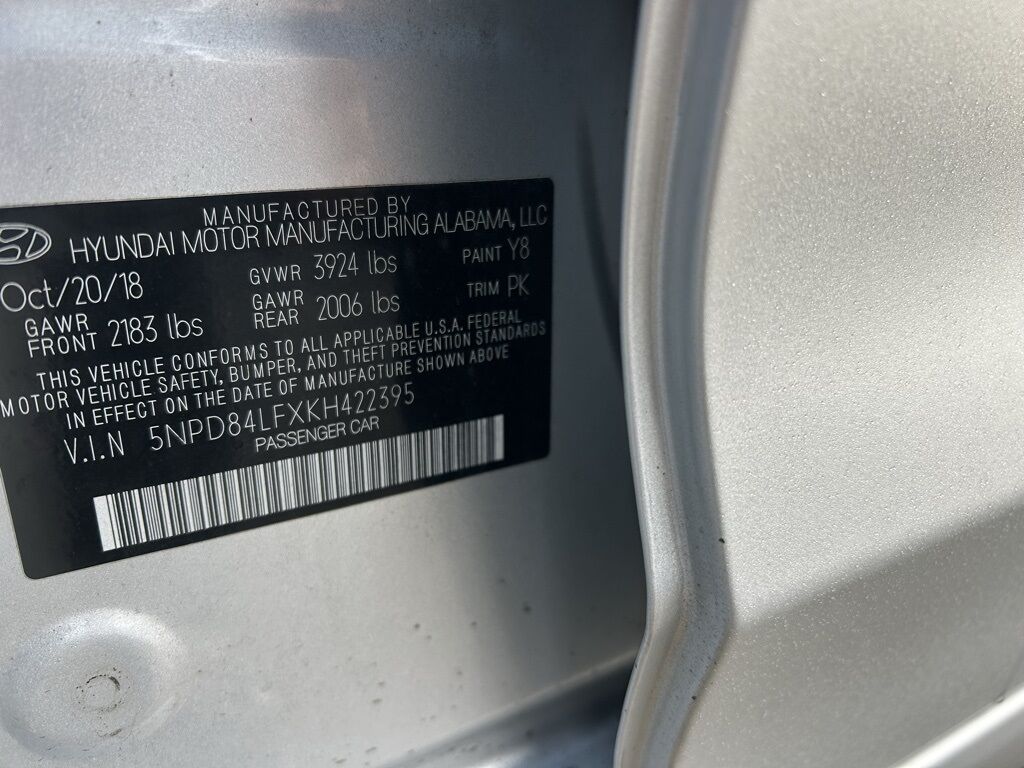 MANUFACTURED BY
HYUNDAI MOTOR MANUFACTURING ALABAMA, LLC
Oct/20/18 GVWR 3924 lbs PAINT Y8
GAWR FRONT 2183 lbs GAWR REAR 2006 lbs TRIM PK
THIS VEHICLE CONFORMS TO ALL APPLICABLE U.S.A. FEDERAL
MOTOR VEHICLE SAFETY, BUMPER, AND THEFT PREVENTION STANDARDS
IN EFFECT ON THE DATE OF MANUFACTURE SHOWN ABOVE
V.I.N 5NPD84LFXKH422395
PASSENGER CAR